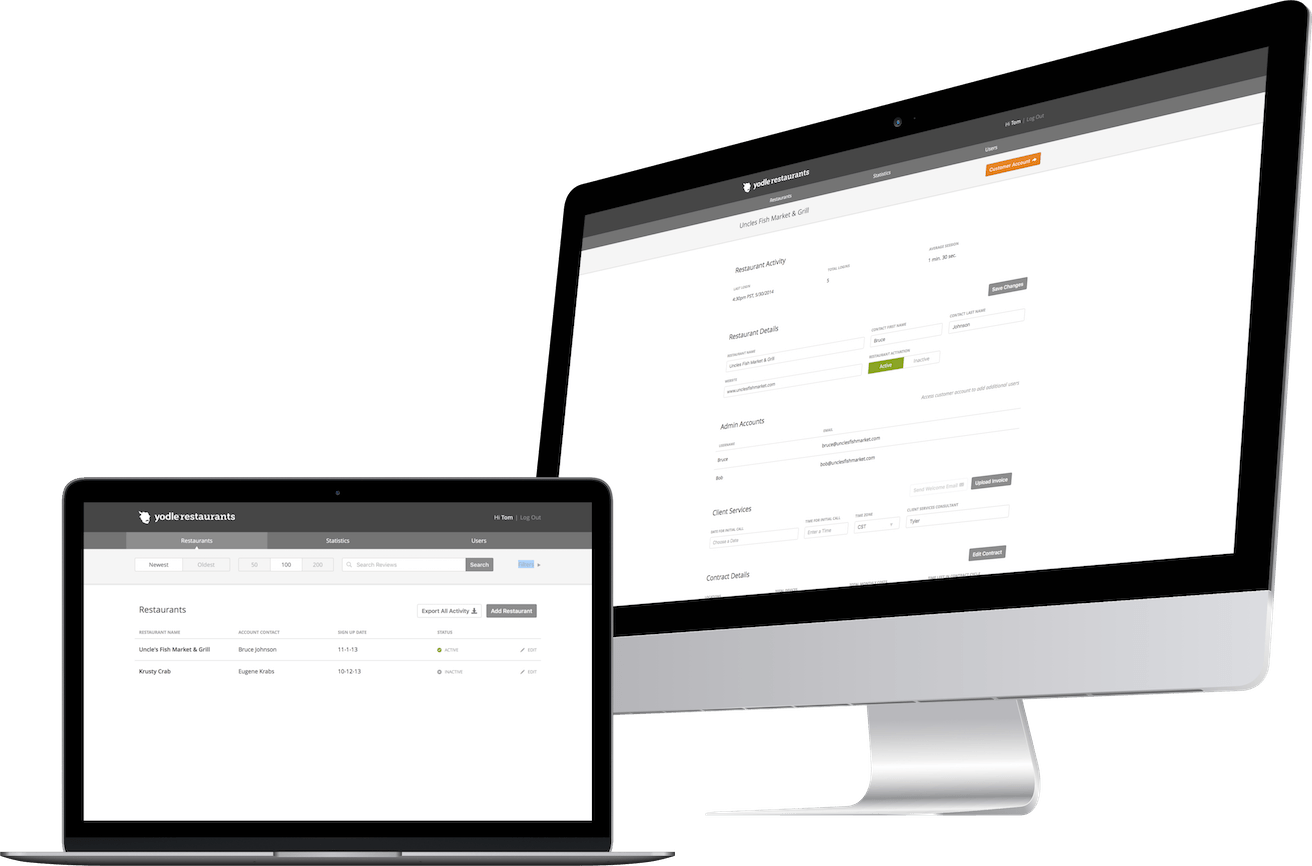 yodle restaurants
Hi Tom | Log Out
Restaurants
Statistics
Users
Uncles Fish Market & Grill
Customer Account
Restaurant Activity
LAST LOGIN
TOTAL LOGINS
AVERAGE SESSION
4:30pm PST, 5/30/2014
1 min. 30 sec.
Save Changes
Restaurant Details
RESTAURANT NAME
CONTACT FIRST NAME
CONTACT LAST NAME
Uncles Fish Market & Grill
Bruce
Johnson
WEBSITE
RESTAURANT ACTIVATION
www.unclesfishmarket.com
Active
Inactive
Admin Accounts
Access customer account to add additional users
USERNAME
EMAIL
Bruce
bruce@unclesfishmarket.com
Bob
bob@unclesfishmarket.com
Client Services
Send Welcome Email
Upload Invoice
DATE FOR INITIAL CALL
TIME FOR INITIAL CALL
TIME ZONE
CLIENT SERVICES CONSULTANT
Choose a Date
Enter a Time
CST
Tyler
Contract Details
Edit Contract
yodle restaurants
Hi Tom | Log Out
Restaurants
Statistics
Users
Newest
Oldest
50
100
200
Search Reviews
Search
Restaurants
Export All Activity
Add Restaurant
RESTAURANT NAME
ACCOUNT CONTACT
SIGN UP DATE
STATUS
Uncle's Fish Market & Grill
Bruce Johnson
11-1-13
ACTIVE
EDIT
Krusty Crab
Eugene Krabs
10-12-13
INACTIVE
EDIT